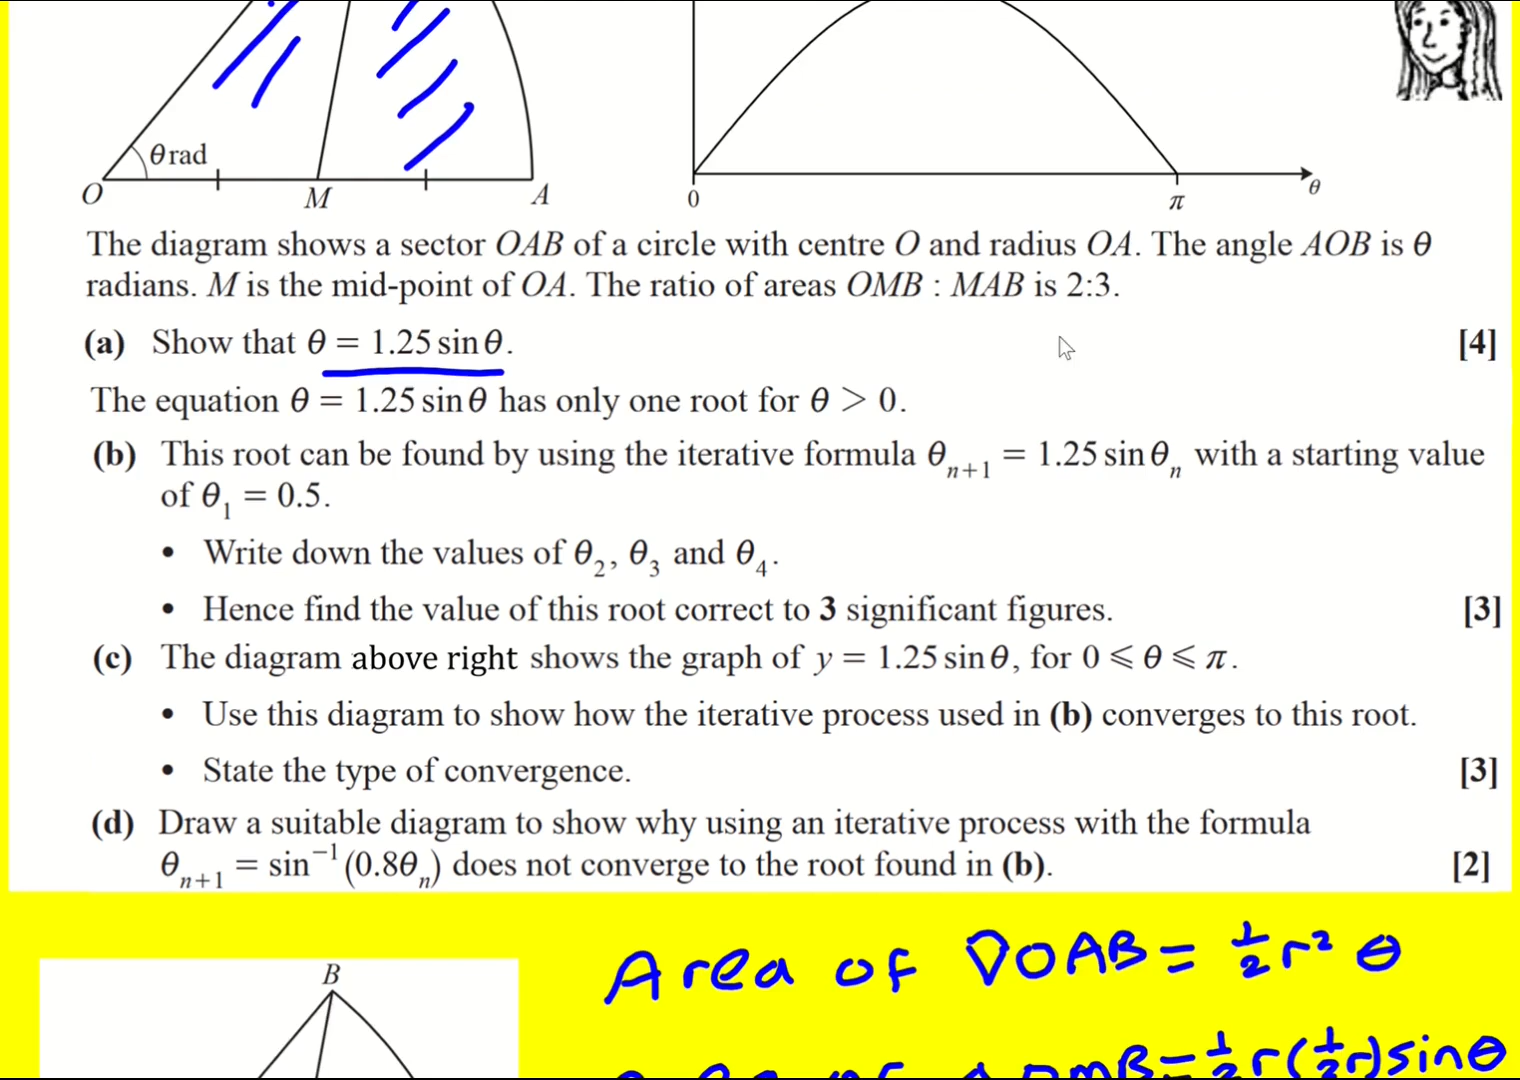 θ rad
O M A 0 π θ
The diagram shows a sector OAB of a circle with centre O and radius OA. The angle AOB is θ
radians. M is the mid-point of OA. The ratio of areas OMB : MAB is 2:3.
(a) Show that θ = 1.25 sin θ. [4]
The equation θ = 1.25 sin θ has only one root for θ > 0.
(b) This root can be found by using the iterative formula θₙ₊₁ = 1.25 sin θₙ with a starting value
of θ₁ = 0.5.
• Write down the values of θ₂, θ₃ and θ₄.
• Hence find the value of this root correct to 3 significant figures. [3]
(c) The diagram above right shows the graph of y = 1.25 sin θ, for 0 ⩽ θ ⩽ π.
• Use this diagram to show how the iterative process used in (b) converges to this root.
• State the type of convergence. [3]
(d) Draw a suitable diagram to show why using an iterative process with the formula
θₙ₊₁ = sin⁻¹(0.8θₙ) does not converge to the root found in (b). [2]
Area of ▽OAB = ½r²θ
B
OMB = ½r(½r)sinθ